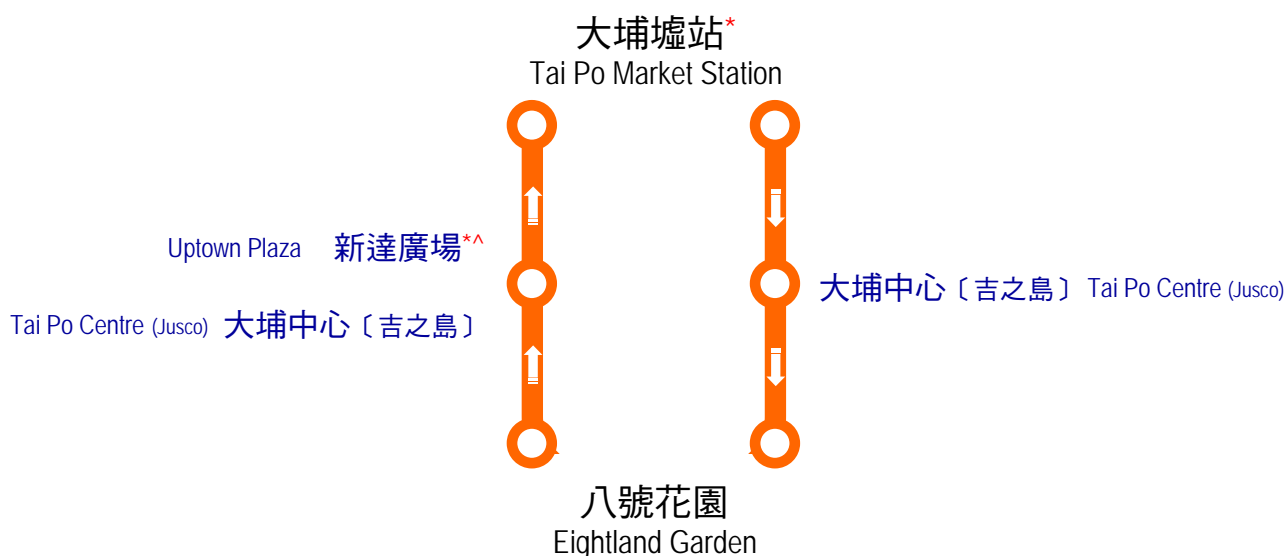 大埔墟站*
Tai Po Market Station
Uptown Plaza 新達廣場*^
大埔中心〔吉之島〕 Tai Po Centre (Jusco)
Tai Po Centre (Jusco) 大埔中心〔吉之島〕
八號花園
Eightland Garden